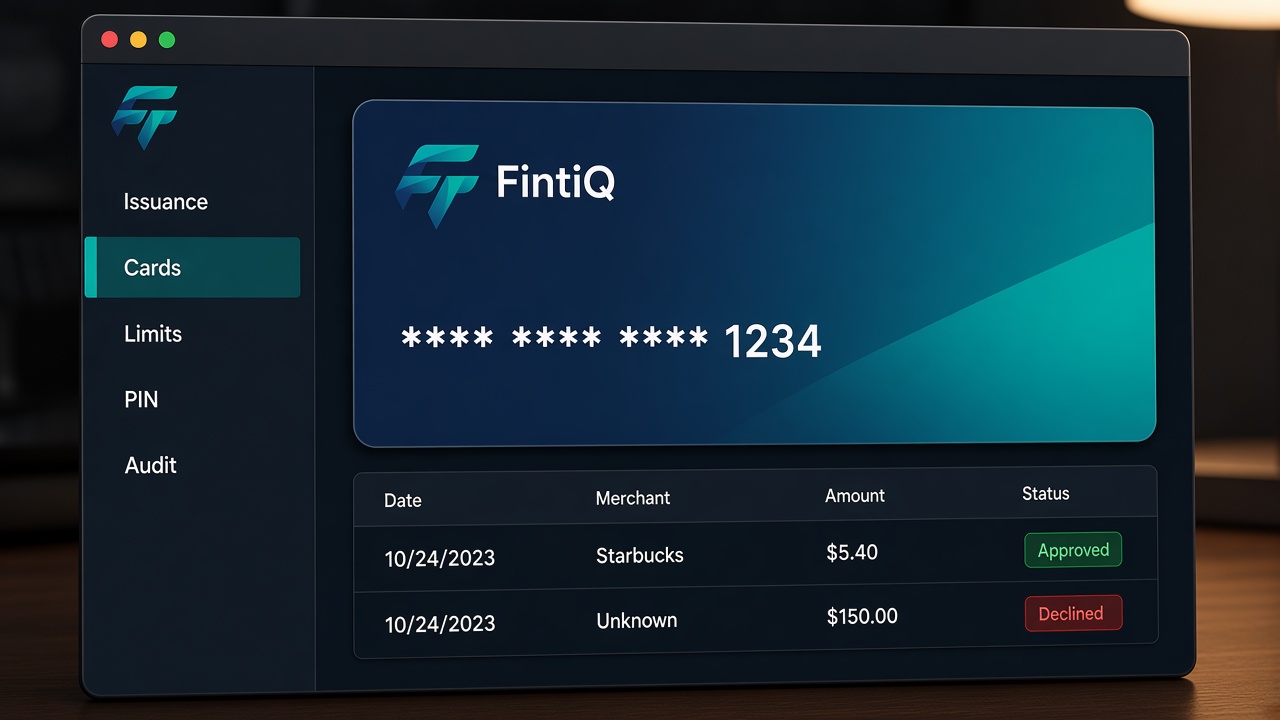 Issuance
Cards
Limits
PIN
Audit
FintiQ
**** **** **** 1234
Date Merchant Amount Status
10/24/2023 Starbucks $5.40 Approved
10/24/2023 Unknown $150.00 Declined